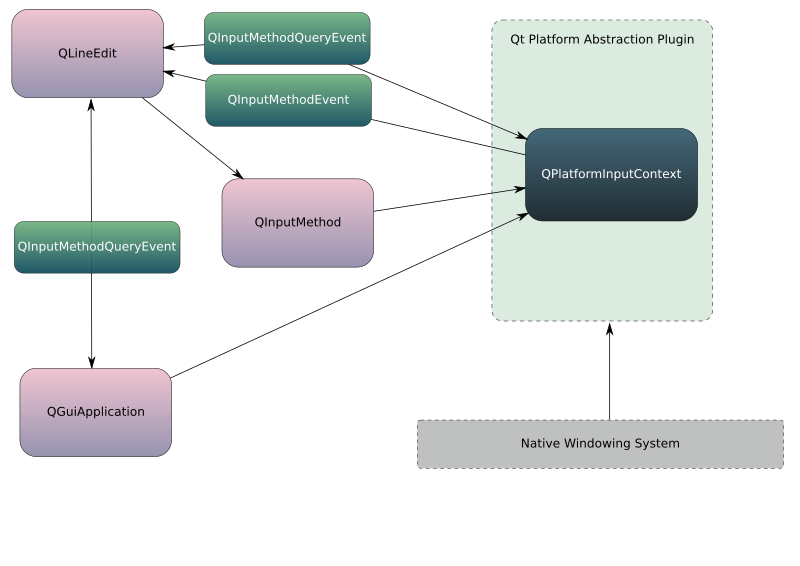 QInputMethodQueryEvent
Qt Platform Abstraction Plugin
QLineEdit
QInputMethodEvent
QPlatformInputContext
QInputMethod
QInputMethodQueryEvent
QGuiApplication
Native Windowing System